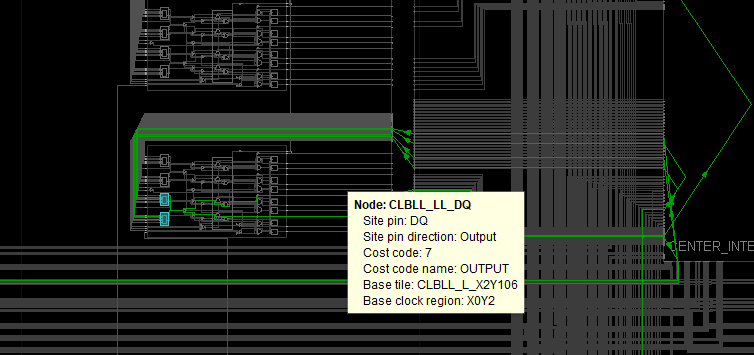 Node: CLBLL_LL_DQ
Site pin: DQ
Site pin direction: Output
Cost code: 7
Cost code name: OUTPUT
Base tile: CLBLL_L_X2Y106
Base clock region: X0Y2
CENTER_INTE